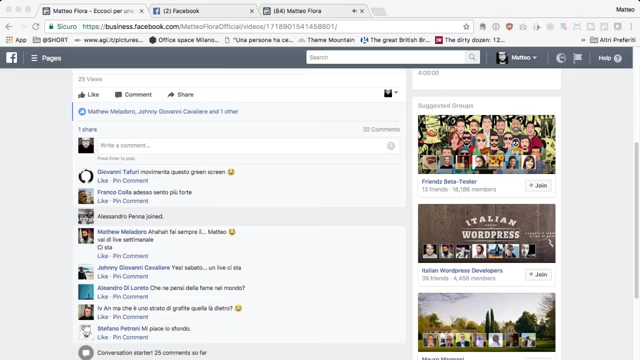 Matteo Flora - Eccoci per uno
(2) Facebook
(84) Matteo Flora
Matteo
Sicuro
https://business.facebook.com/MatteoFloraOfficial/videos/1718901541458801/
App
@SHORT
www.agi.it/pictures...
Office space Milano...
"Una persona ha ce...
Theme Mountain
The great British Br...
The dirty dozen: 12...
Altri Preferiti
Pages
Search
Matteo
Help
29 Views
4:00:00
Like
Comment
Share
Mathew Meladoro, Johnny Giovanni Cavaliere and 1 other
1 share
32 Comments
Write a comment...
Press Enter to post.
Giovanni Tafuri movimenta questo green screen
Like · Pin Comment
Franco Colla adesso sento più forte
Like · Pin Comment
Alessandro Penna joined.
Mathew Meladoro Ahahah fai sempre il... Matteo
vai di live settimanale
Ci sta
Like · Pin Comment
Johnny Giovanni Cavaliere Yesi sabato... un live ci sta
Like · Pin Comment
Aleandro Di Loreto Che ne pensi della fame nel mondo?
Like · Pin Comment
Iv An ma che è uno strato di grafite quella là dietro?
Like · Pin Comment
Stefano Petroni Mi piace lo sfondo.
Like · Pin Comment
Conversation starter! 25 comments so far
Suggested Groups
Friendz Beta-Tester
13 friends · 18,186 members
+ Join
ITALIAN
WORDPRESS
Italian Wordpress Developers
39 friends · 4,458 members
+ Join